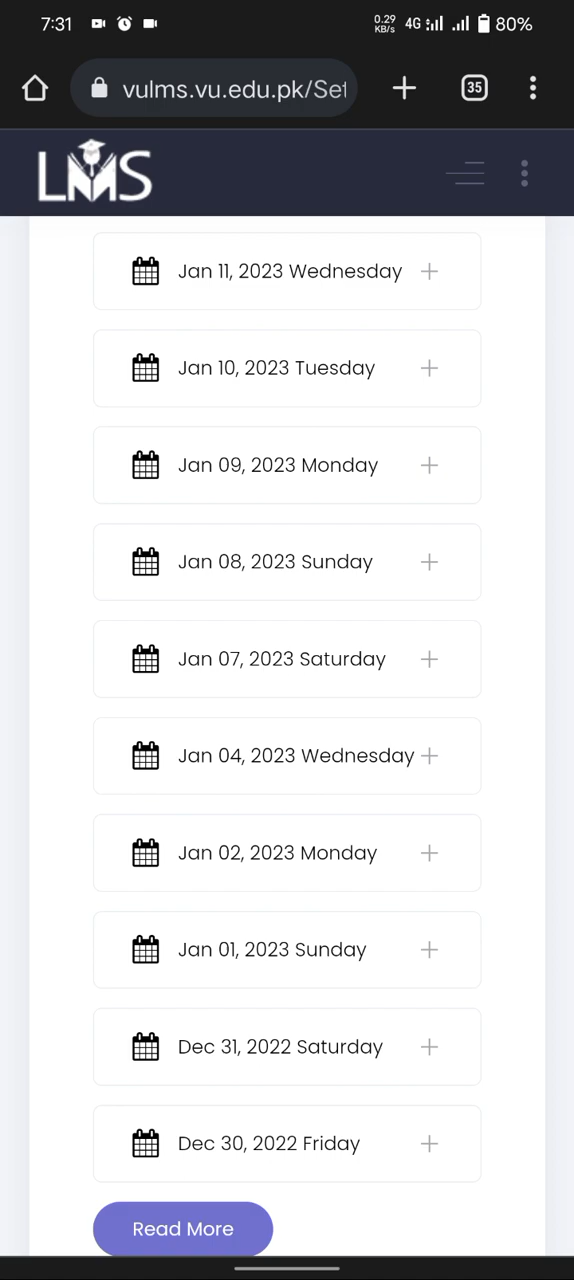 7:31 0.29 KB/s 4G 80%
vulms.vu.edu.pk/Set 35
LMS
Jan 11, 2023 Wednesday
Jan 10, 2023 Tuesday
Jan 09, 2023 Monday
Jan 08, 2023 Sunday
Jan 07, 2023 Saturday
Jan 04, 2023 Wednesday
Jan 02, 2023 Monday
Jan 01, 2023 Sunday
Dec 31, 2022 Saturday
Dec 30, 2022 Friday
Read More